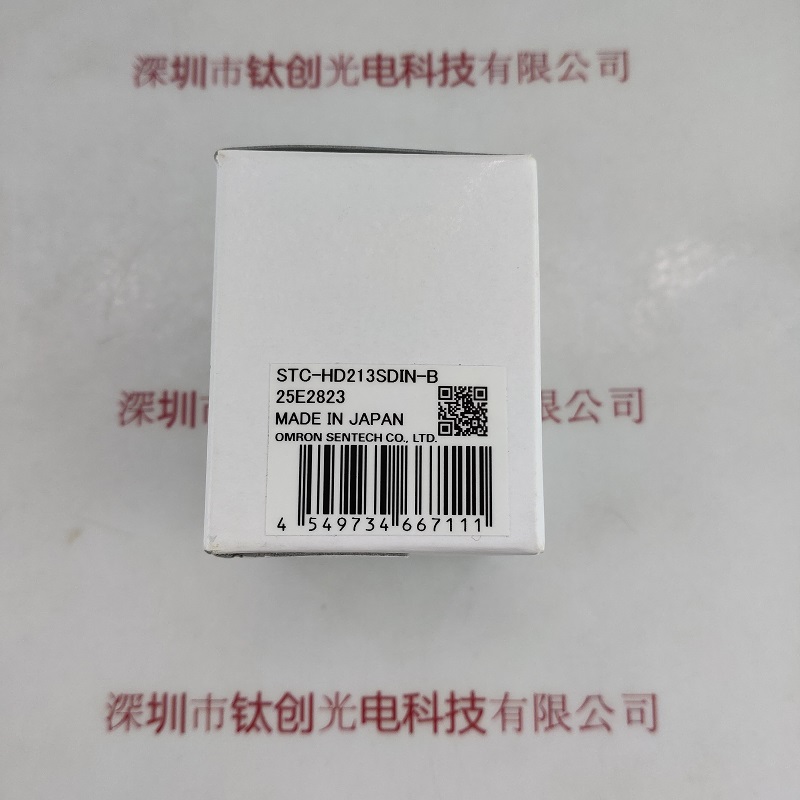 深圳市钛创光电科技有限公司
STC-HD213SDIN-B
25E2823
MADE IN JAPAN
OMRON SENTECH CO., LTD.
4 549734 667111
深圳市 有限公司
深圳市钛创光电科技有限公司